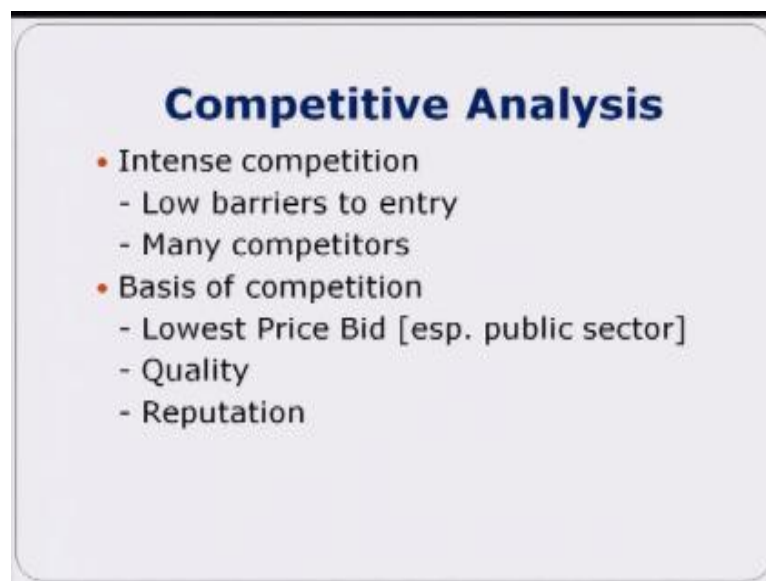 Competitive Analysis
• Intense competition
- Low barriers to entry
- Many competitors
• Basis of competition
- Lowest Price Bid [esp. public sector]
- Quality
- Reputation